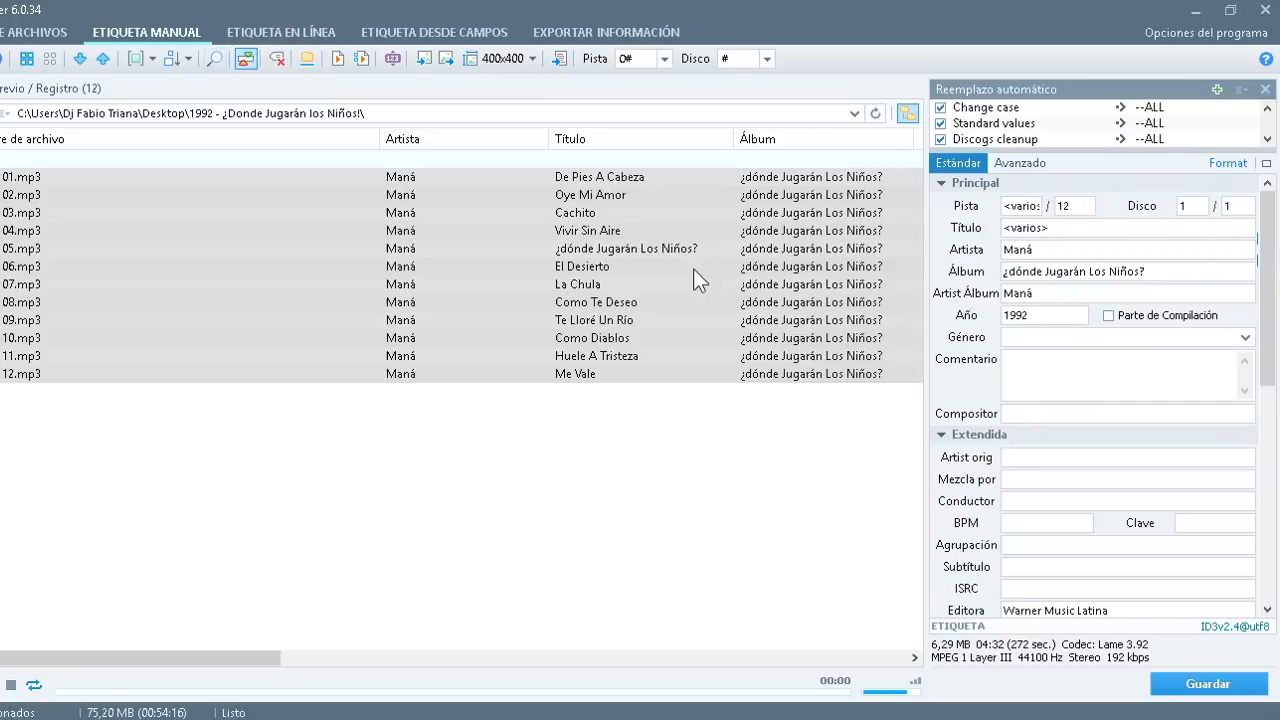 er 6.0.34
E ARCHIVOS ETIQUETA MANUAL ETIQUETA EN LÍNEA ETIQUETA DESDE CAMPOS EXPORTAR INFORMACIÓN Opciones del programa
400x400 Pista 0# Disco #
revio / Registro (12)
C:\Users\Dj Fabio Triana\Desktop\1992 - ¿Donde Jugarán los Niños!\
e de archivo Artista Título Álbum
01.mp3 Maná De Pies A Cabeza ¿dónde Jugarán Los Niños?
02.mp3 Maná Oye Mi Amor ¿dónde Jugarán Los Niños?
03.mp3 Maná Cachito ¿dónde Jugarán Los Niños?
04.mp3 Maná Vivir Sin Aire ¿dónde Jugarán Los Niños?
05.mp3 Maná ¿dónde Jugarán Los Niños? ¿dónde Jugarán Los Niños?
06.mp3 Maná El Desierto ¿dónde Jugarán Los Niños?
07.mp3 Maná La Chula ¿dónde Jugarán Los Niños?
08.mp3 Maná Como Te Deseo ¿dónde Jugarán Los Niños?
09.mp3 Maná Te Lloré Un Río ¿dónde Jugarán Los Niños?
10.mp3 Maná Como Diablos ¿dónde Jugarán Los Niños?
11.mp3 Maná Huele A Tristeza ¿dónde Jugarán Los Niños?
12.mp3 Maná Me Vale ¿dónde Jugarán Los Niños?
Reemplazo automático
Change case --ALL
Standard values --ALL
Discogs cleanup --ALL
Estándar Avanzado Format
Principal
Pista <varios / 12 Disco 1 / 1
Título <varios>
Artista Maná
Álbum ¿dónde Jugarán Los Niños?
Artist Álbum Maná
Año 1992 Parte de Compilación
Género
Comentario
Compositor
Extendida
Artist orig
Mezcla por
Conductor
BPM Clave
Agrupación
Subtítulo
ISRC
Editora Warner Music Latina
ETIQUETA ID3v2.4@utf8
6,29 MB 04:32 (272 sec.) Codec: Lame 3.92
MPEG 1 Layer III 44100 Hz Stereo 192 kbps
00:00
Guardar
onados 75,20 MB (00:54:16) Listo